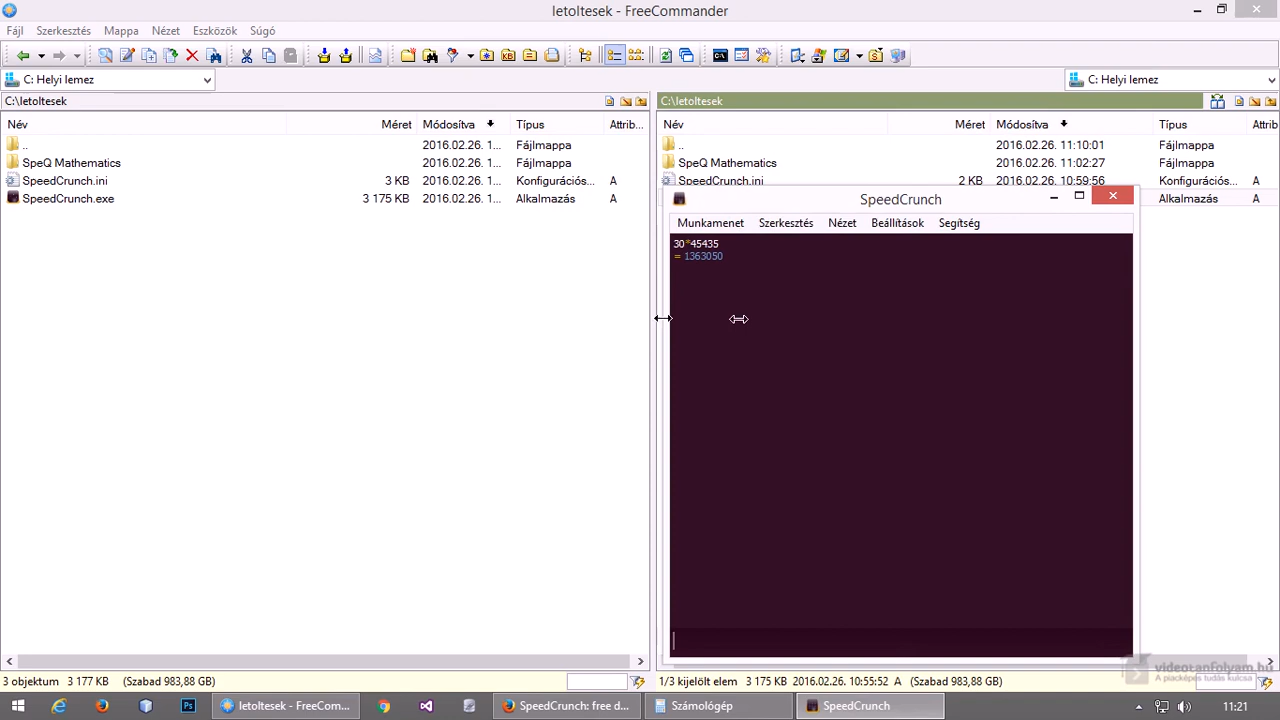 letoltesek - FreeCommander
Fájl Szerkesztés Mappa Nézet Eszközök Súgó
C: Helyi lemez
C: Helyi lemez
C:\letoltesek
C:\letoltesek
Név Méret Módosítva Típus Attrib...
.. 2016.02.26. 1... Fájlmappa
SpeQ Mathematics 2016.02.26. 1... Fájlmappa
SpeedCrunch.ini 3 KB 2016.02.26. 1... Konfigurációs... A
SpeedCrunch.exe 3 175 KB 2016.02.26. 1... Alkalmazás A
Név Méret Módosítva Típus Attrib
.. 2016.02.26. 11:10:01 Fájlmappa
SpeQ Mathematics 2016.02.26. 11:02:27 Fájlmappa
SpeedCrunch.ini 2 KB 2016.02.26. 10:59:56 Konfigurációs... A
Alkalmazás A
SpeedCrunch
Munkamenet Szerkesztés Nézet Beállítások Segítség
30*45435
= 1363050
3 objektum 3 177 KB (Szabad 983,88 GB)
1/3 kijelölt elem 3 175 KB 2016.02.26. 10:55:52 A (Szabad 983,88 GB)
videotanfolyam.hu
A piacképes tudás kulcsa
letoltesek - FreeCom...
SpeedCrunch: free d...
Számológép
SpeedCrunch
11:21